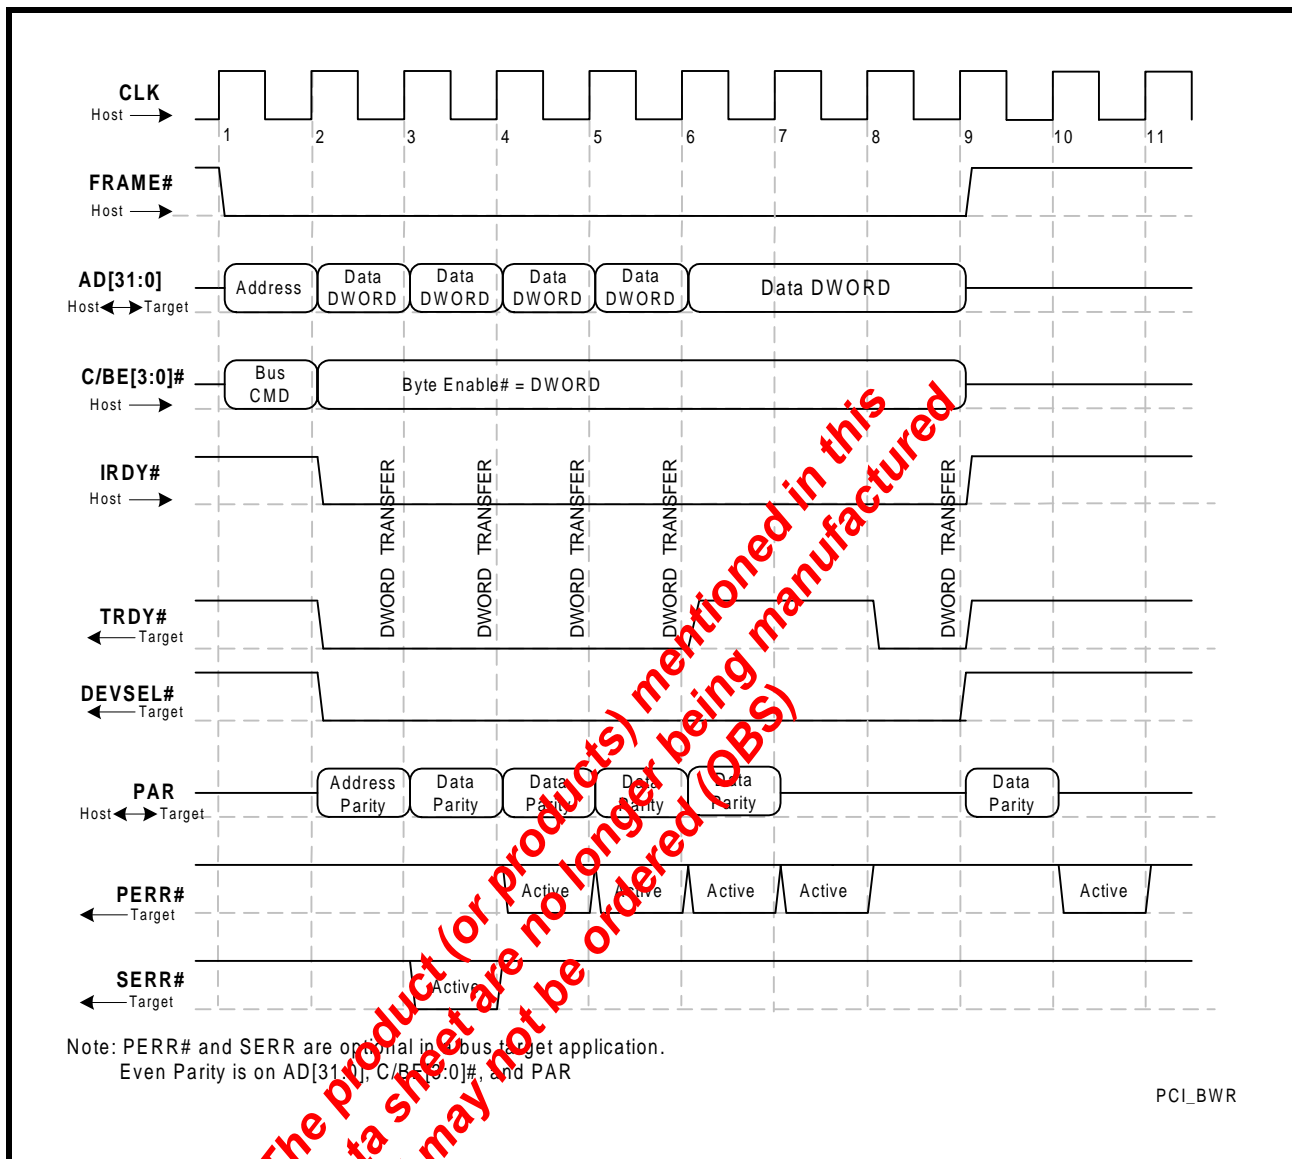 CLK
Host
1 2 3 4 5 6 7 8 9 10 11
FRAME#
Host
AD[31:0]
Host Target
Address
Data DWORD
Data DWORD
Data DWORD
Data DWORD
Data DWORD
C/BE[3:0]#
Host
Bus CMD
Byte Enable# = DWORD
IRDY#
Host
DWORD TRANSFER
DWORD TRANSFER
DWORD TRANSFER
DWORD TRANSFER
DWORD TRANSFER
TRDY#
Target
DEVSEL#
Target
PAR
Host Target
Address Parity
Data Parity
Data Parity
Data Parity
Data Parity
Data Parity
PERR#
Target
Active
Active
Active
Active
Active
SERR#
Target
Active
Note: PERR# and SERR are optional in a bus target application.
Even Parity is on AD[31:0], C/BE[3:0]#, and PAR
PCI_BWR
The product (or products) mentioned in this
data sheet are no longer being manufactured
may not be ordered (OBS)